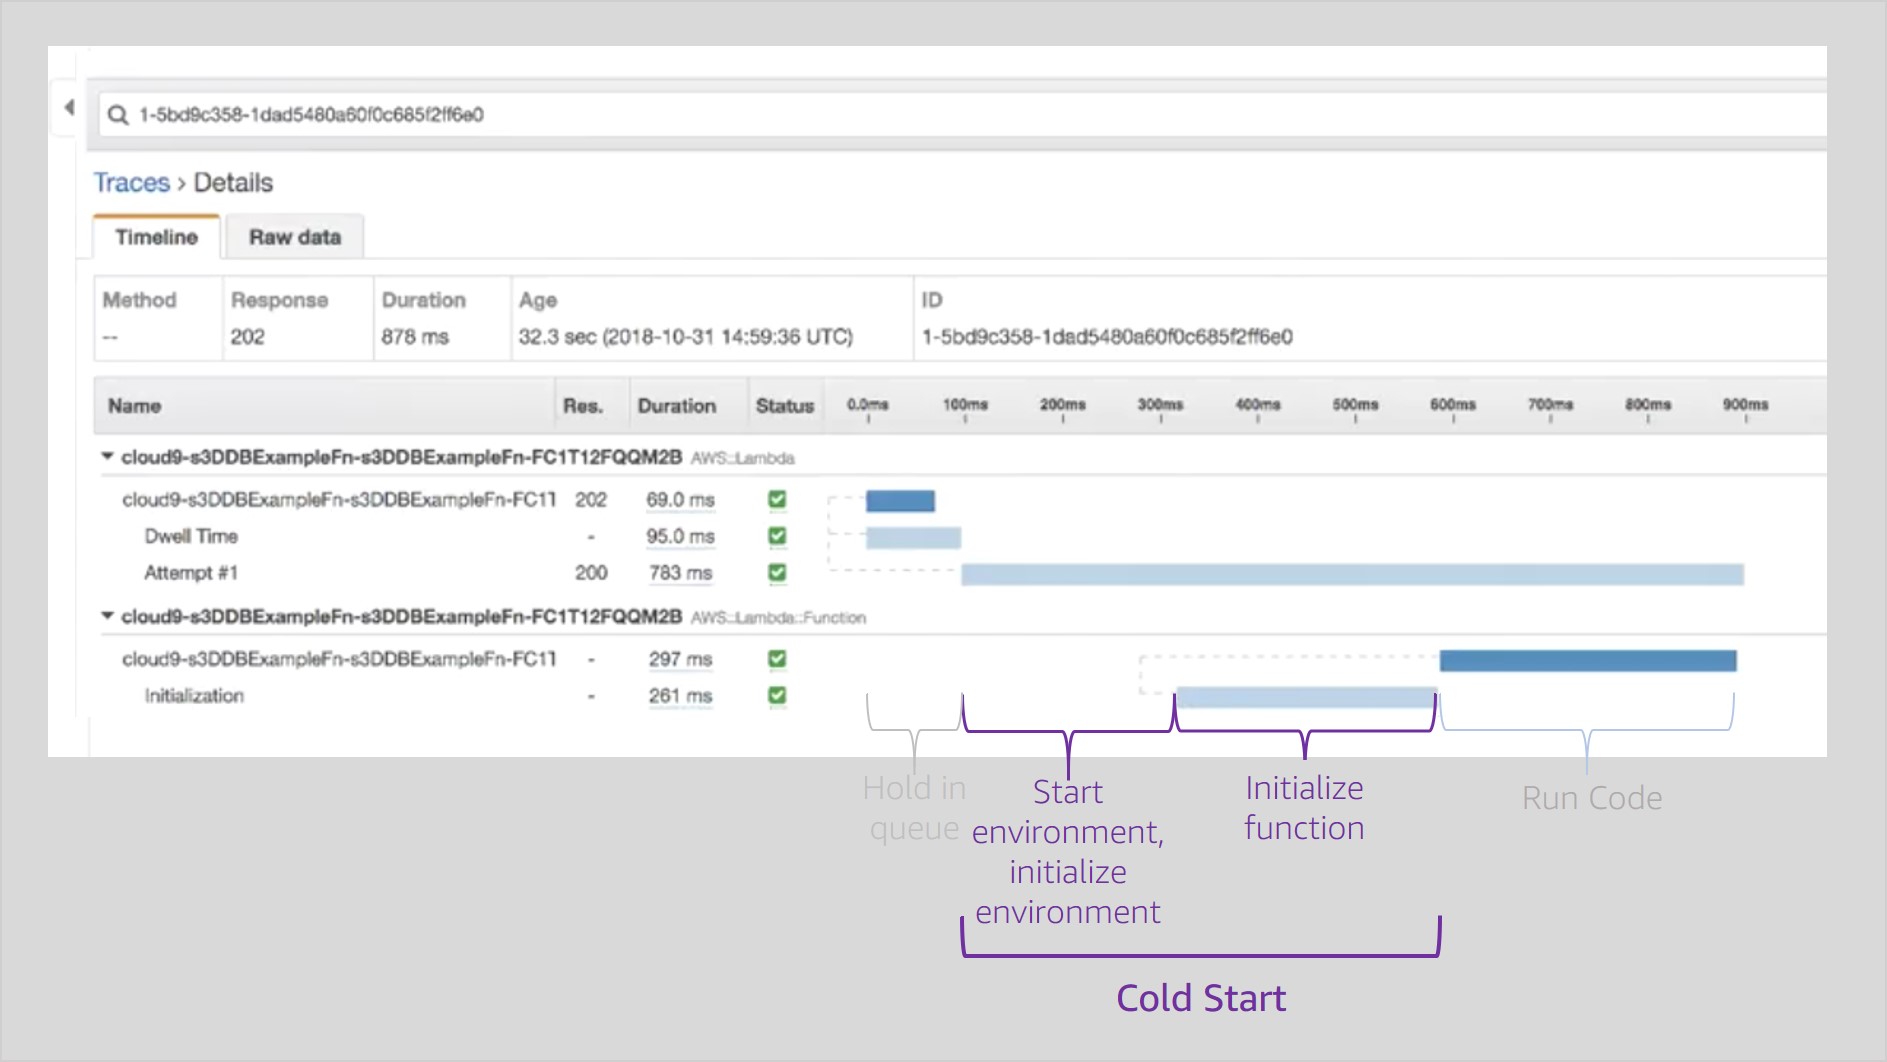 1-5bd9c358-1dad5480a60f0c685f2ff6e0
Traces › Details
Timeline Raw data
Method Response Duration Age ID
-- 202 878 ms 32.3 sec (2018-10-31 14:59:36 UTC) 1-5bd9c358-1dad5480a60f0c685f2ff6e0
Name Res. Duration Status 0.0ms 100ms 200ms 300ms 400ms 500ms 600ms 700ms 800ms 900ms
cloud9-s3DDBExampleFn-s3DDBExampleFn-FC1T12FQQM2B AWS::Lambda
cloud9-s3DDBExampleFn-s3DDBExampleFn-FC1T 202 69.0 ms
Dwell Time - 95.0 ms
Attempt #1 200 783 ms
cloud9-s3DDBExampleFn-s3DDBExampleFn-FC1T12FQQM2B AWS::Lambda::Function
cloud9-s3DDBExampleFn-s3DDBExampleFn-FC1T - 297 ms
Initialization - 261 ms
Hold in
queue
Start
environment,
initialize
environment
Initialize
function
Run Code
Cold Start